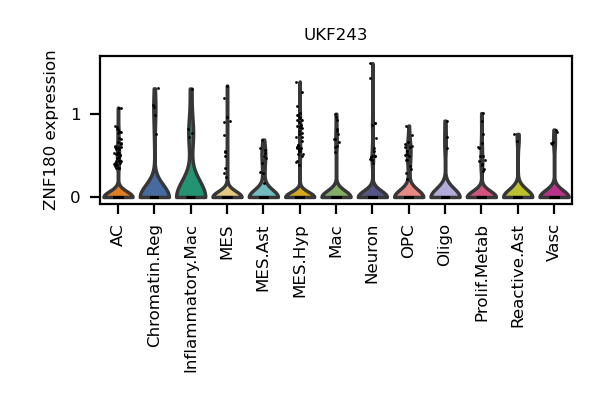 UKF243
ZNF180 expression
1
0
AC
Chromatin.Reg
Inflammatory.Mac
MES
MES.Ast
MES.Hyp
Mac
Neuron
OPC
Oligo
Prolif.Metab
Reactive.Ast
Vasc